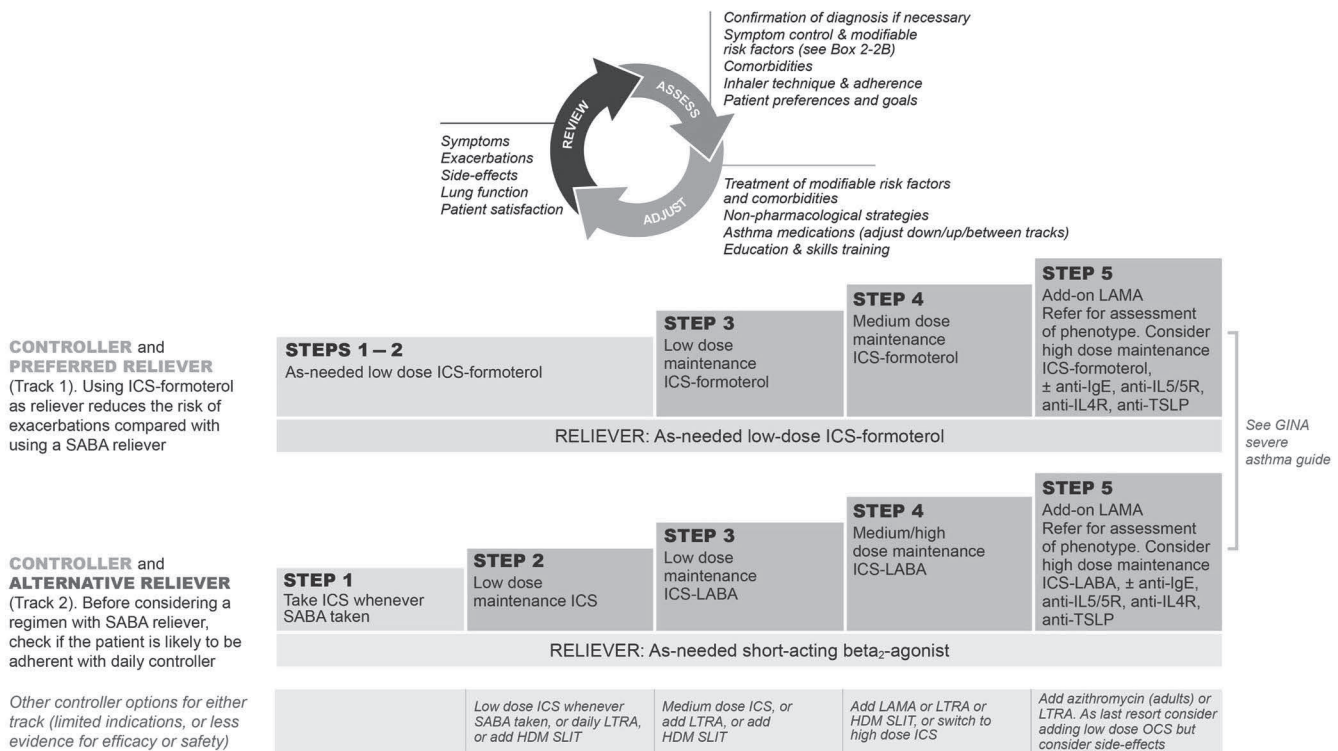 Confirmation of diagnosis if necessary
Symptom control & modifiable
risk factors (see Box 2-2B)
Comorbidities
Inhaler technique & adherence
Patient preferences and goals
ASSESS
REVIEW
Symptoms
Exacerbations
Side-effects
Lung function
Patient satisfaction
ADJUST
Treatment of modifiable risk factors
and comorbidities
Non-pharmacological strategies
Asthma medications (adjust down/up/between tracks)
Education & skills training
CONTROLLER and
PREFERRED RELIEVER
(Track 1). Using ICS-formoterol
as reliever reduces the risk of
exacerbations compared with
using a SABA reliever
STEPS 1 – 2
As-needed low dose ICS-formoterol
STEP 3
Low dose
maintenance
ICS-formoterol
STEP 4
Medium dose
maintenance
ICS-formoterol
STEP 5
Add-on LAMA
Refer for assessment
of phenotype. Consider
high dose maintenance
ICS-formoterol,
± anti-IgE, anti-IL5/5R,
anti-IL4R, anti-TSLP
RELIEVER: As-needed low-dose ICS-formoterol
See GINA
severe
asthma guide
CONTROLLER and
ALTERNATIVE RELIEVER
(Track 2). Before considering a
regimen with SABA reliever,
check if the patient is likely to be
adherent with daily controller
STEP 1
Take ICS whenever
SABA taken
STEP 2
Low dose
maintenance ICS
STEP 3
Low dose
maintenance
ICS-LABA
STEP 4
Medium/high
dose maintenance
ICS-LABA
STEP 5
Add-on LAMA
Refer for assessment
of phenotype. Consider
high dose maintenance
ICS-LABA, ± anti-IgE,
anti-IL5/5R, anti-IL4R,
anti-TSLP
RELIEVER: As-needed short-acting beta₂-agonist
Other controller options for either
track (limited indications, or less
evidence for efficacy or safety)
Low dose ICS whenever
SABA taken, or daily LTRA,
or add HDM SLIT
Medium dose ICS, or
add LTRA, or add
HDM SLIT
Add LAMA or LTRA or
HDM SLIT, or switch to
high dose ICS
Add azithromycin (adults) or
LTRA. As last resort consider
adding low dose OCS but
consider side-effects